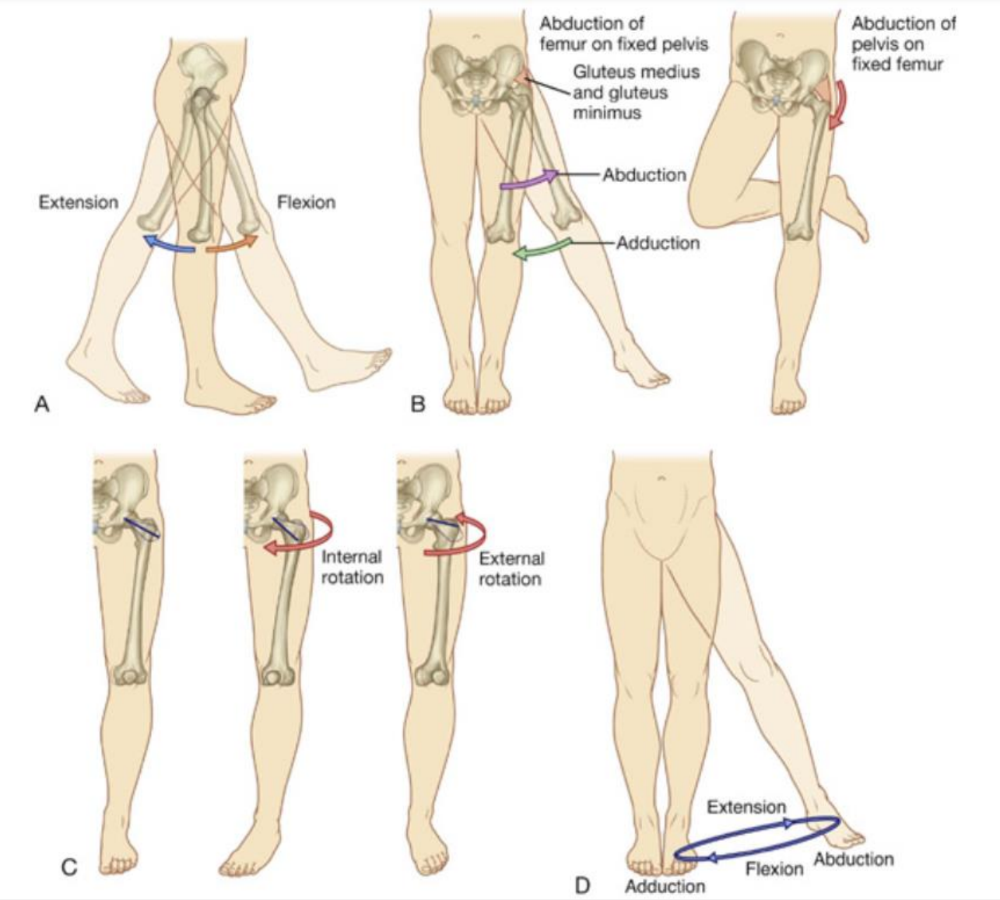 Extension
Flexion
A
Abduction of
femur on fixed pelvis
Gluteus medius
and gluteus
minimus
Abduction
Adduction
B
Abduction of
pelvis on
fixed femur
Internal
rotation
External
rotation
C
Extension
Flexion
Abduction
Adduction
D